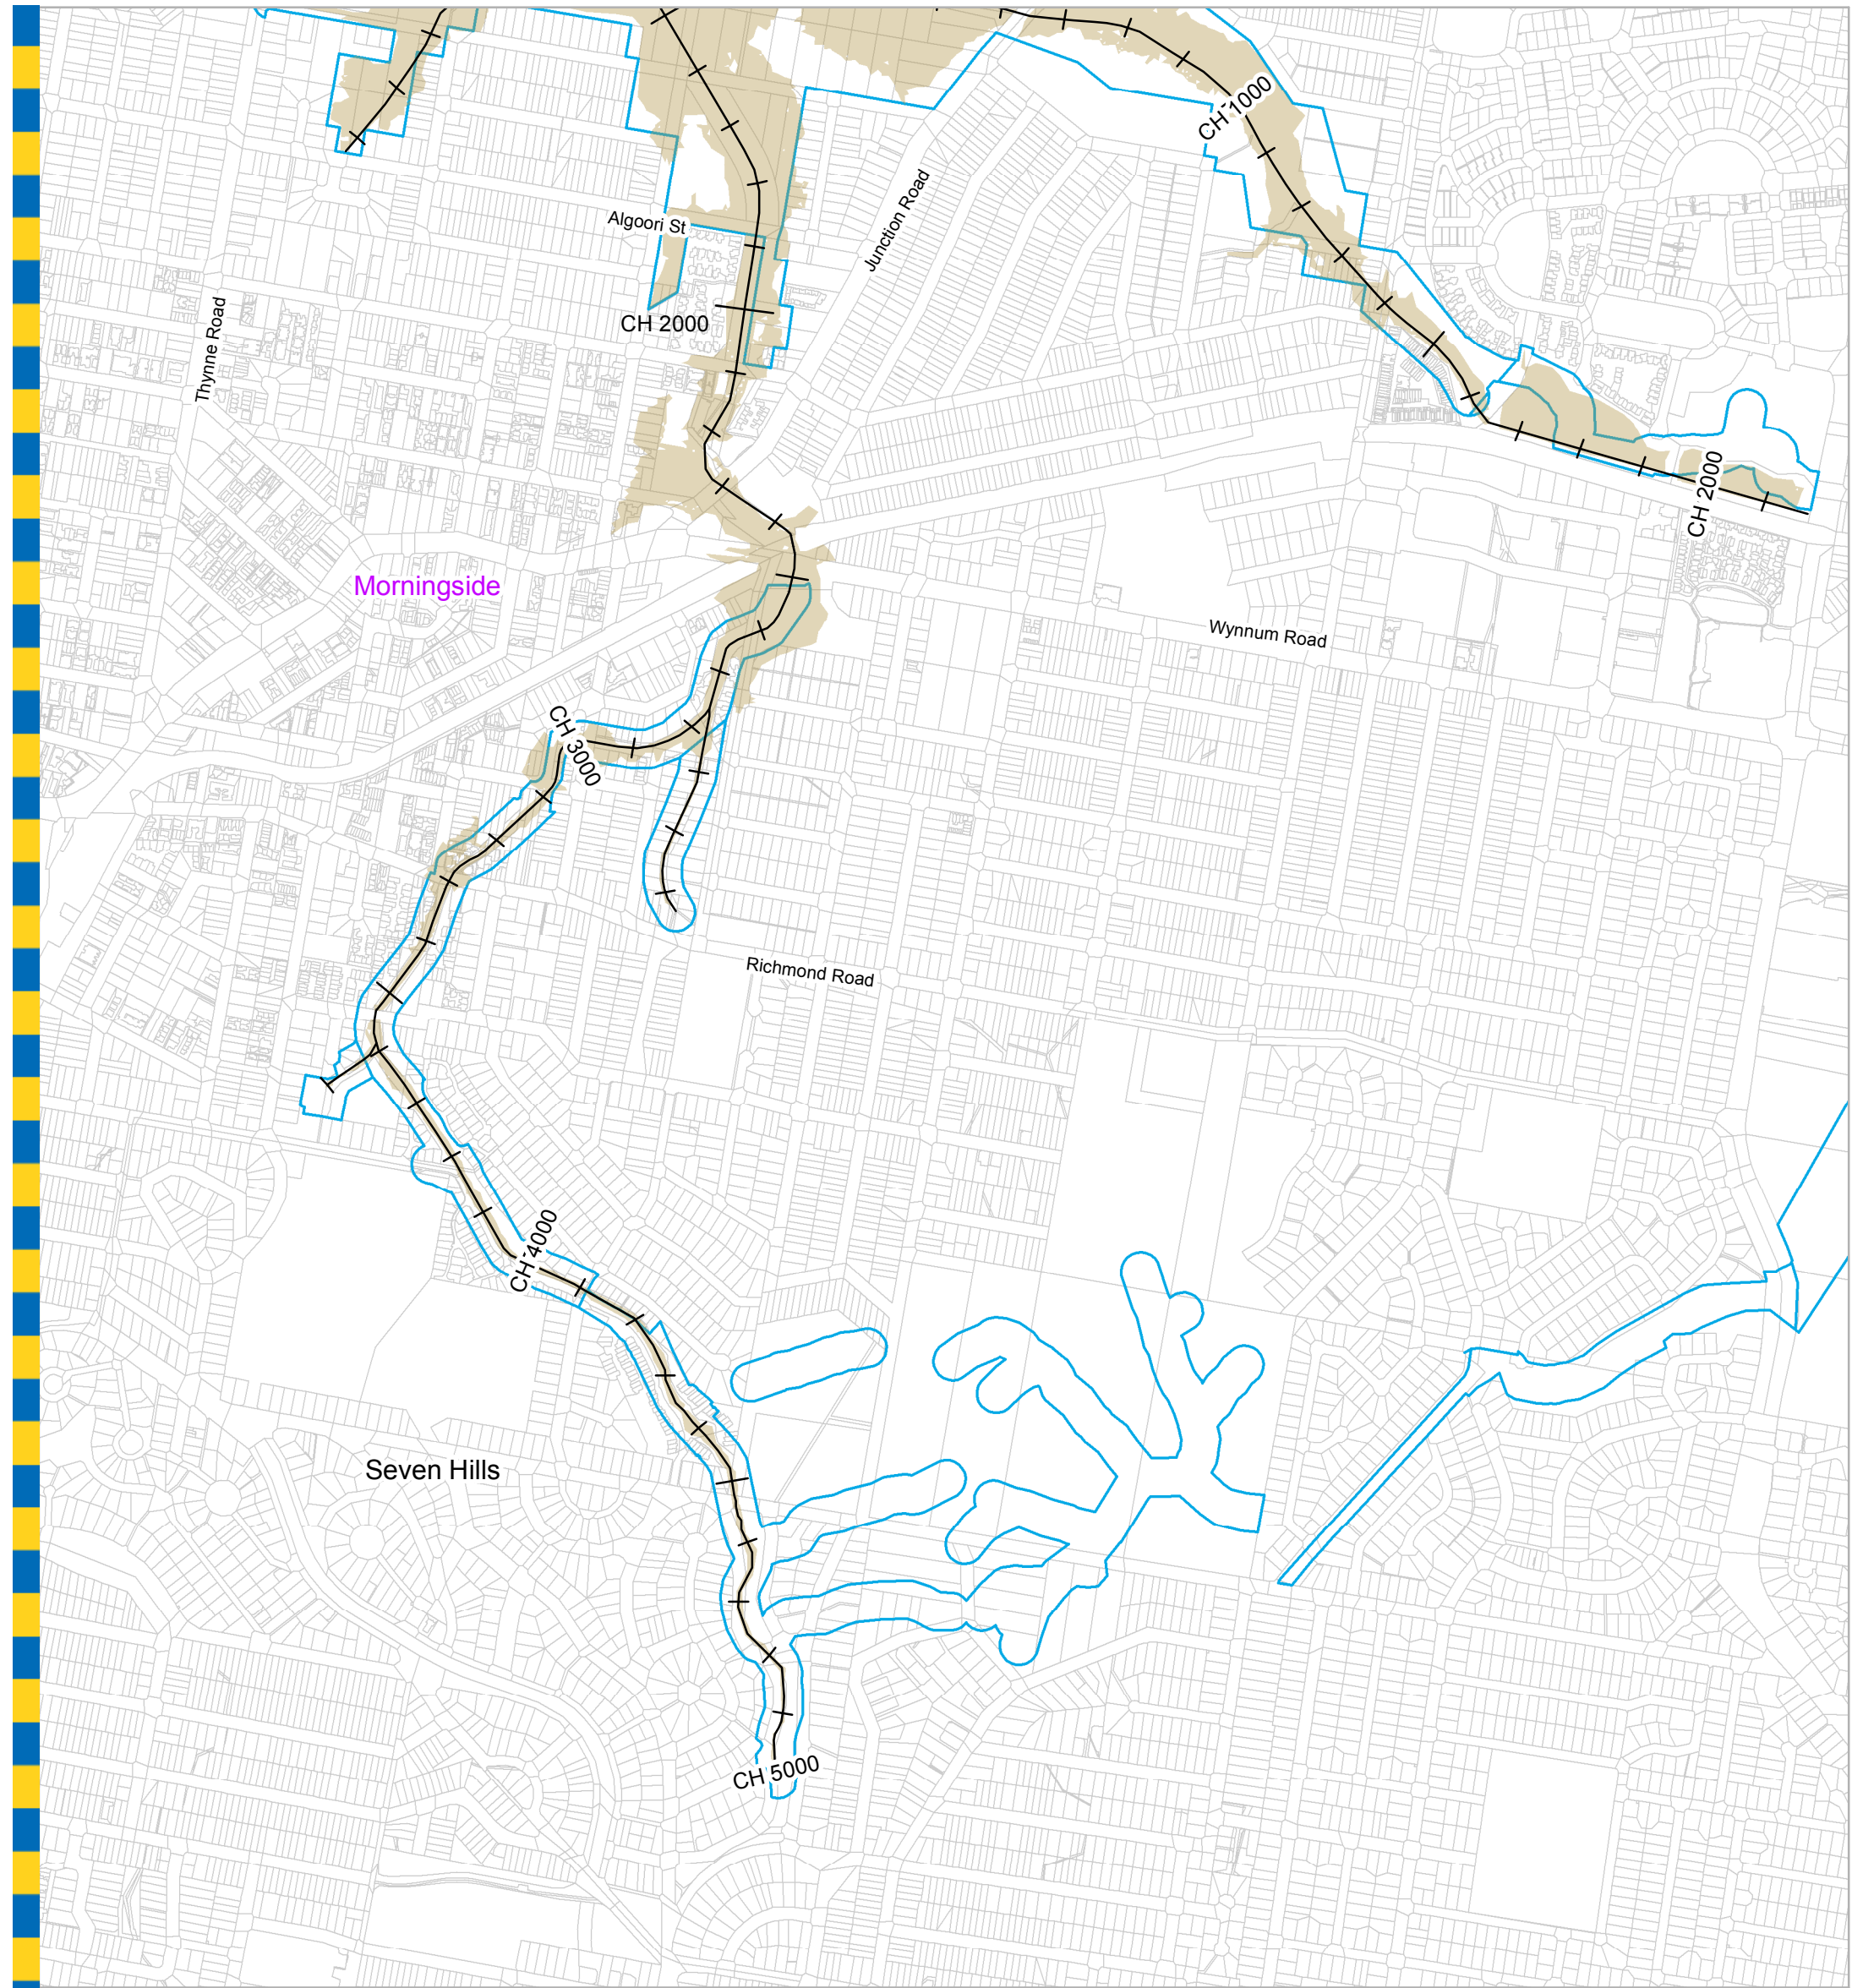 CH 1000
Junction Road
Algoori St
CH 2000
Thynne Road
CH 2000
Morningside
Wynnum Road
CH 3000
Richmond Road
CH 4000
Seven Hills
CH 5000